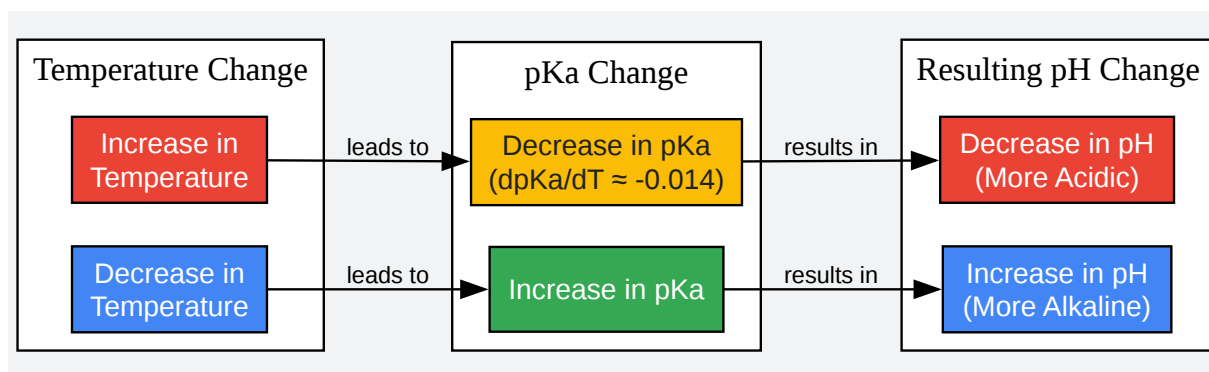 Temperature Change
Increase in
Temperature
Decrease in
Temperature
leads to
leads to
pKa Change
Decrease in pKa
(dpKa/dT ≈ -0.014)
Increase in pKa
results in
results in
Resulting pH Change
Decrease in pH
(More Acidic)
Increase in pH
(More Alkaline)